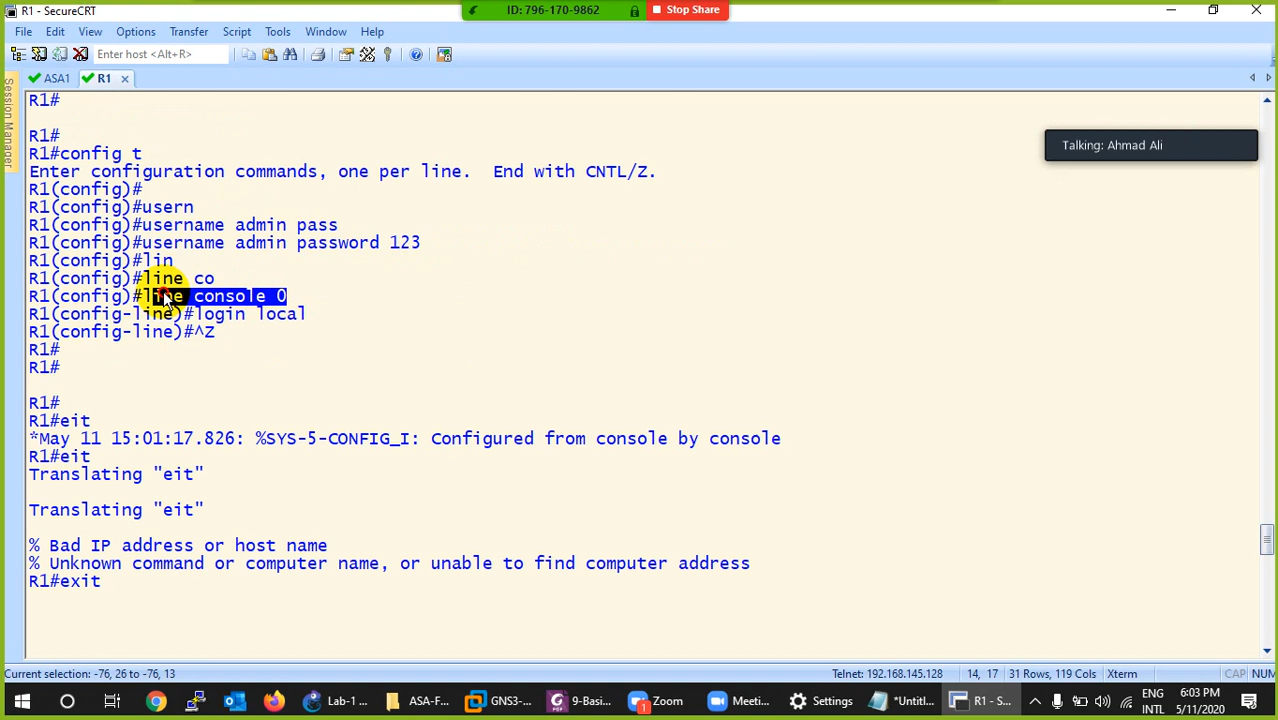 R1 - SecureCRT
ID: 796-170-9862
Stop Share
File Edit View Options Transfer Script Tools Window Help
Enter host <Alt+R>
ASA1
R1
Session Manager
R1#
R1#
R1#config t
Enter configuration commands, one per line.  End with CNTL/Z.
R1(config)#
R1(config)#usern
R1(config)#username admin pass
R1(config)#username admin password 123
R1(config)#lin
R1(config)#line co
R1(config)#line console 0
R1(config-line)#login local
R1(config-line)#^Z
R1#
R1#
R1#
R1#eit
*May 11 15:01:17.826: %SYS-5-CONFIG_I: Configured from console by console
R1#eit
Translating "eit"
Translating "eit"
% Bad IP address or host name
% Unknown command or computer name, or unable to find computer address
R1#exit
Talking: Ahmad Ali
Current selection: -76, 26 to -76, 13
Telnet: 192.168.145.128
14, 17
31 Rows, 119 Cols
Xterm
CAP
NUM
Lab-1 ...
ASA-F...
GNS3-...
9-Basi...
1
Zoom
Meeti...
Settings
*Untitl...
R1 - S...
ENG
INTL
6:03 PM
5/11/2020
2